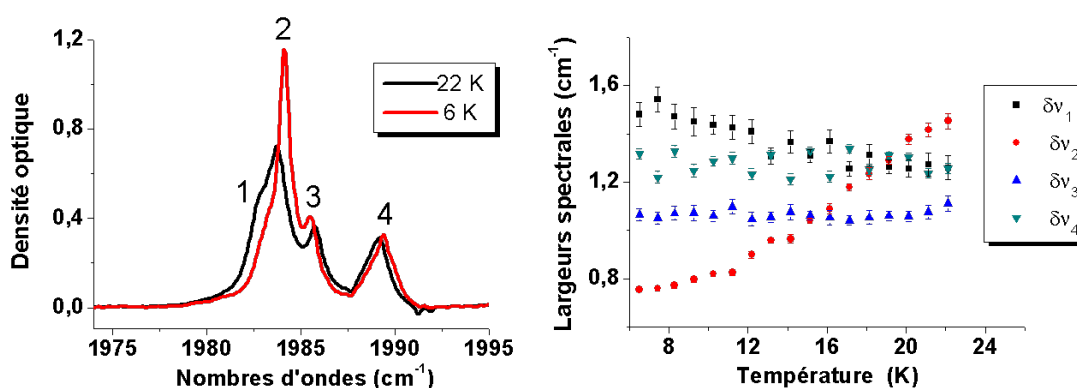 1,2
0,8
0,4
0,0
Densité optique
1975
1980
1985
1990
1995
Nombres d'ondes (cm-1)
1
2
3
4
22 K
6 K
1,6
1,2
0,8
Largeurs spectrales (cm-1)
8
12
16
20
24
Température (K)
δν1
δν2
δν3
δν4